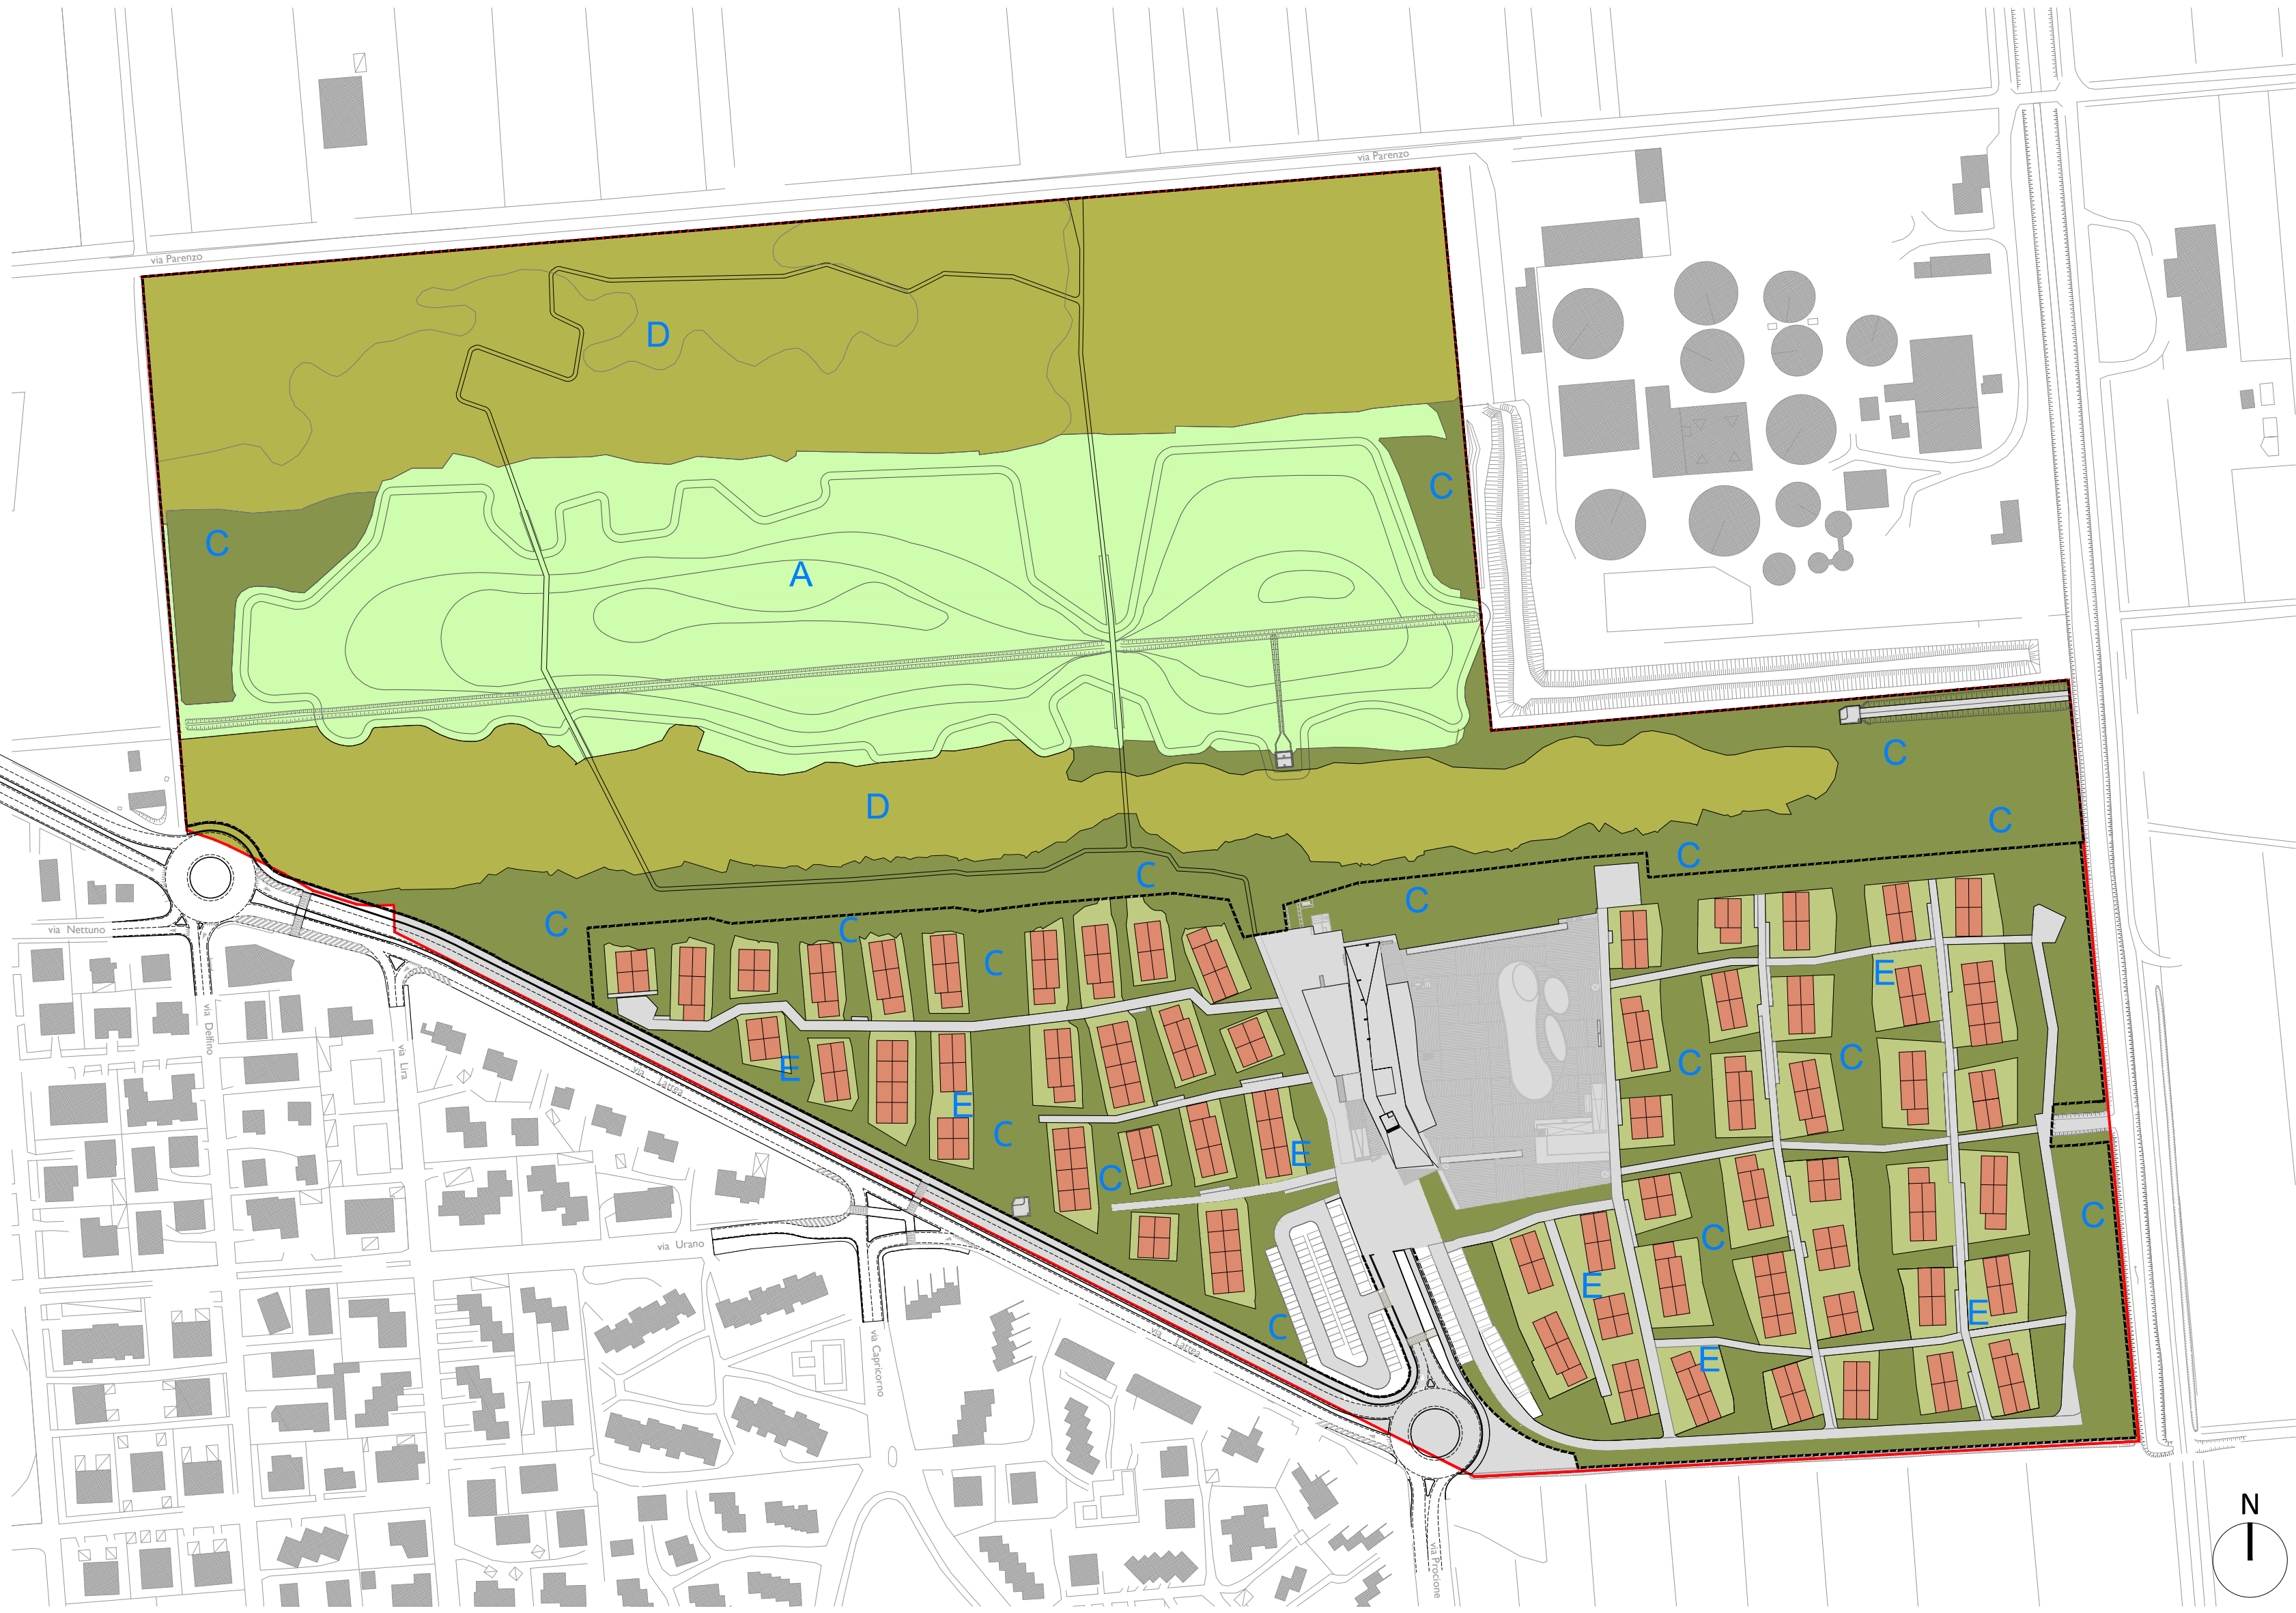 via Parenzo
via Parenzo
D
C
C
A
C
D
C
C
C
C
C
C
via Nettuno
C
E
via Delfino
via Lira
E
C
C
via Lattea
E
C
E
C
C
C
via Urano
E
E
C
via Lattea
E
via Capricorno
N
via Procione